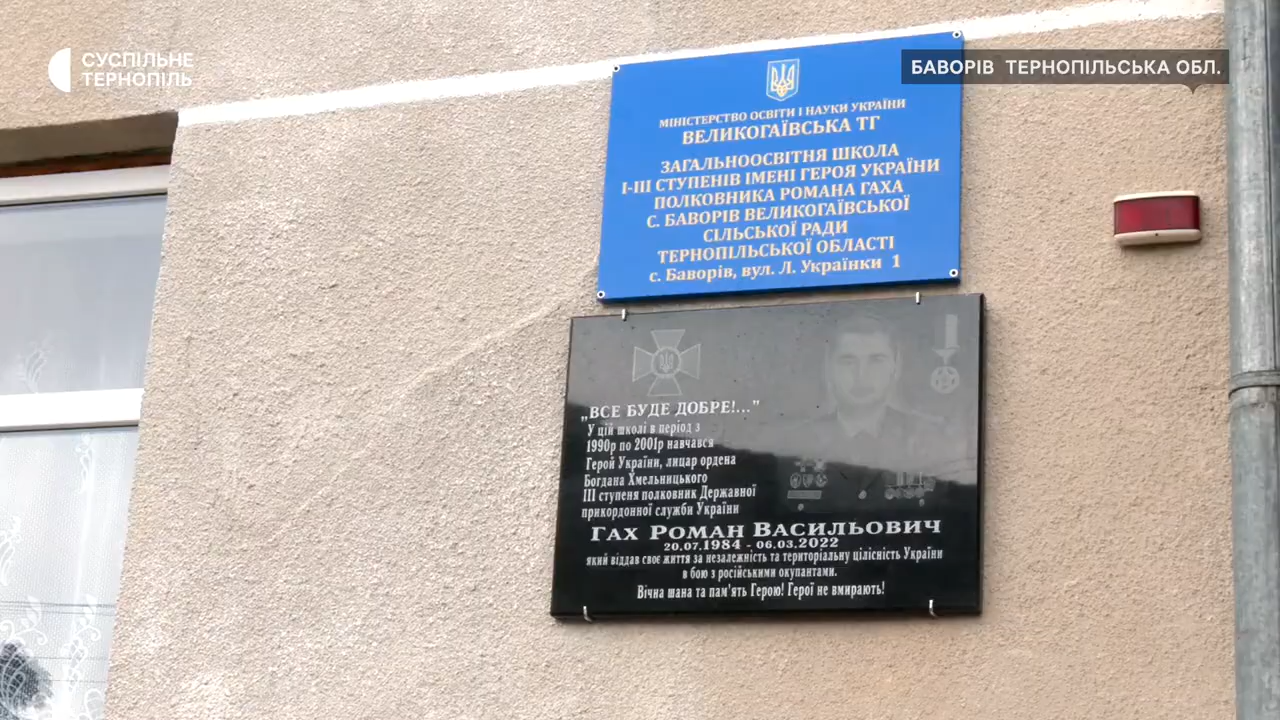 СУСПІЛЬНЕ
ТЕРНОПІЛЬ
БАВОРІВ ТЕРНОПІЛЬСЬКА ОБЛ.
МІНІСТЕРСТВО ОСВІТИ І НАУКИ УКРАЇНИ
ВЕЛИКОГАЇВСЬКА ТГ
ЗАГАЛЬНООСВІТНЯ ШКОЛА
І-ІІІ СТУПЕНІВ ІМЕНІ ГЕРОЯ УКРАЇНИ
ПОЛКОВНИКА РОМАНА ГАХА
С. БАВОРІВ ВЕЛИКОГАЇВСЬКОЇ
СІЛЬСЬКОЇ РАДИ
ТЕРНОПІЛЬСЬКОЇ ОБЛАСТІ
с. Баворів, вул. Л. Українки 1
„ВСЕ БУДЕ ДОБРЕ!..."
У цій школі в період з
1990р по 2001р навчався
Герой України, лицар ордена
Богдана Хмельницького
ІІІ ступеня полковник Державної
прикордонної служби України
ГАХ РОМАН ВАСИЛЬОВИЧ
20.07.1984 - 06.03.2022
який віддав своє життя за незалежність та територіальну цілісність України
в бою з російськими окупантами.
Вічна шана та пам'ять Герою! Герої не вмирають!